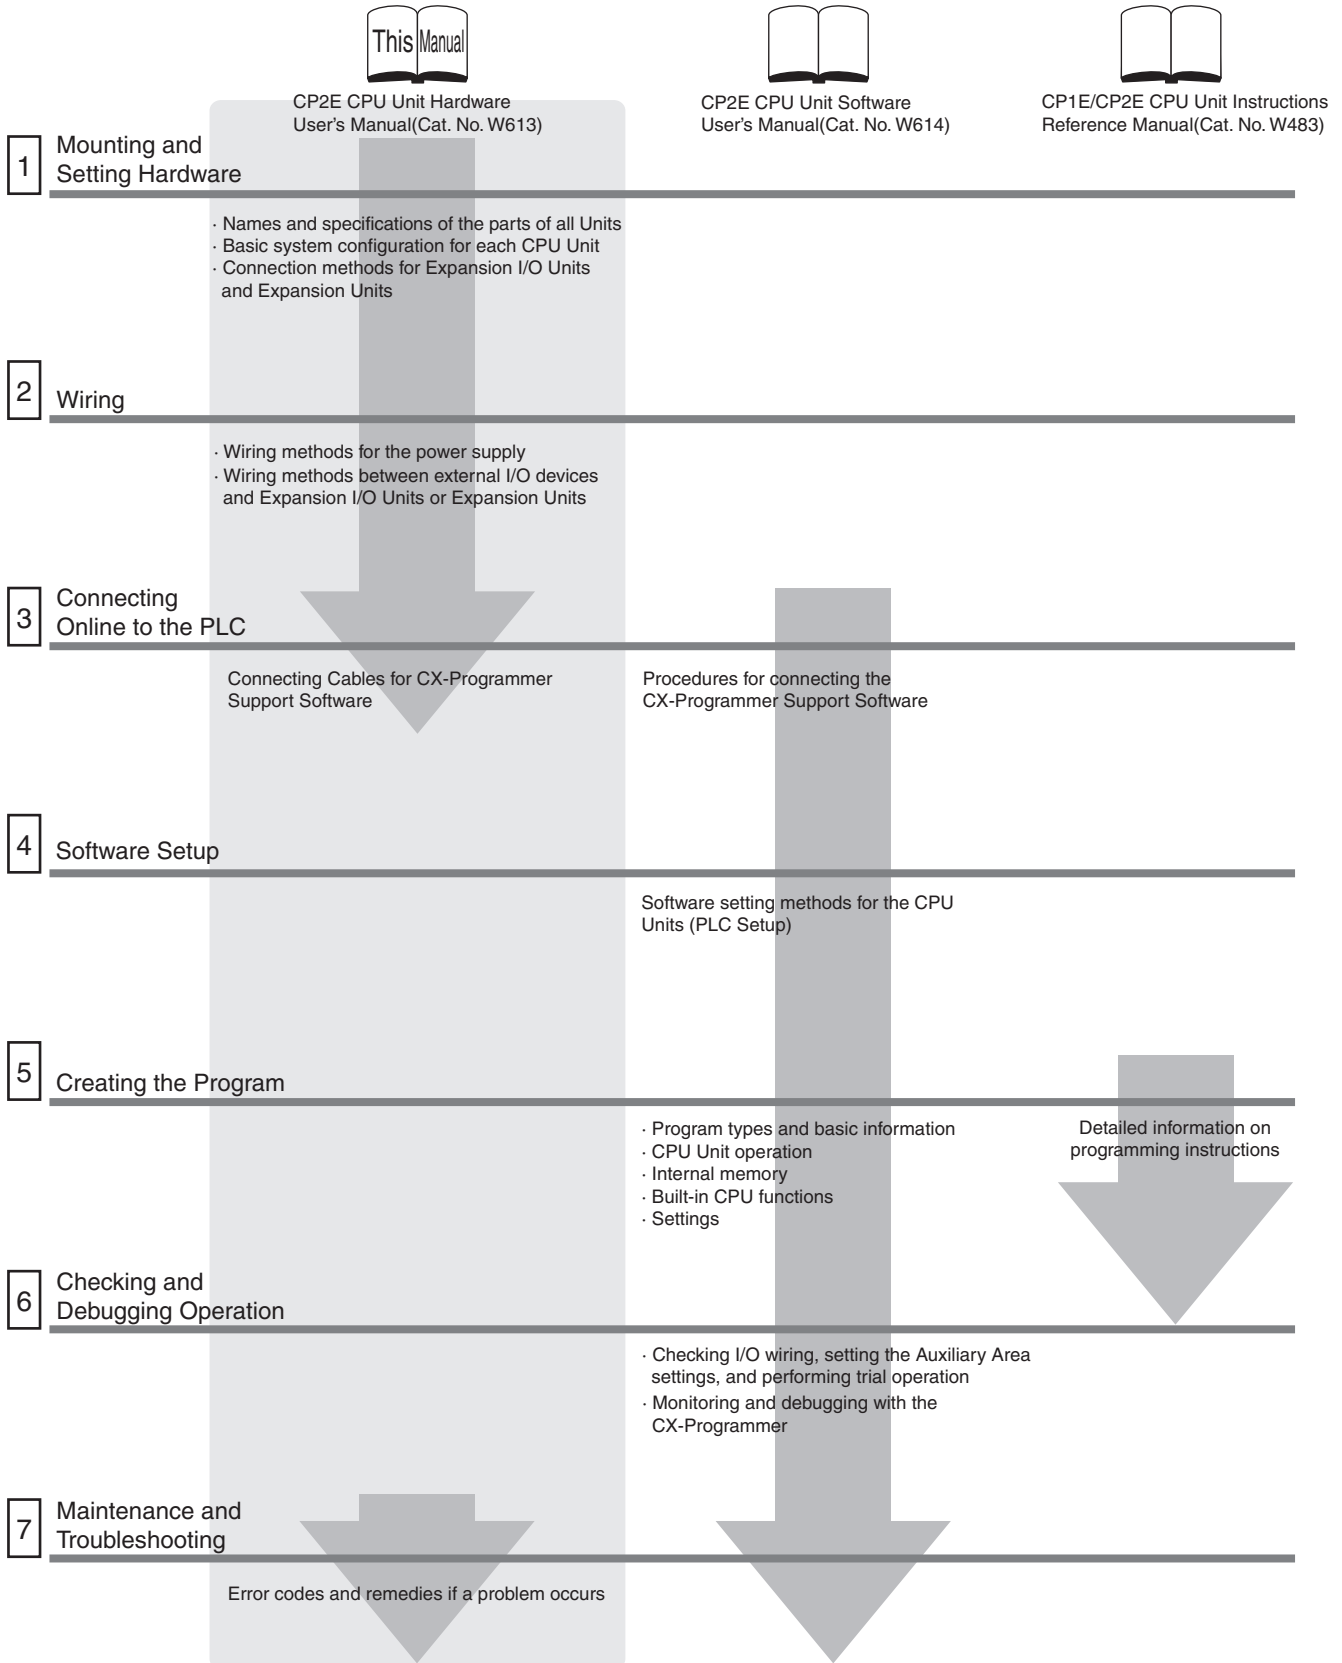 This Manual
CP2E CPU Unit Hardware
User's Manual(Cat. No. W613)
CP2E CPU Unit Software
User's Manual(Cat. No. W614)
CP1E/CP2E CPU Unit Instructions
Reference Manual(Cat. No. W483)
1
Mounting and
Setting Hardware
· Names and specifications of the parts of all Units
· Basic system configuration for each CPU Unit
· Connection methods for Expansion I/O Units
and Expansion Units
2
Wiring
· Wiring methods for the power supply
· Wiring methods between external I/O devices
and Expansion I/O Units or Expansion Units
3
Connecting
Online to the PLC
Connecting Cables for CX-Programmer
Support Software
Procedures for connecting the
CX-Programmer Support Software
4
Software Setup
Software setting methods for the CPU
Units (PLC Setup)
5
Creating the Program
· Program types and basic information
· CPU Unit operation
· Internal memory
· Built-in CPU functions
· Settings
Detailed information on
programming instructions
6
Checking and
Debugging Operation
· Checking I/O wiring, setting the Auxiliary Area
settings, and performing trial operation
· Monitoring and debugging with the
CX-Programmer
7
Maintenance and
Troubleshooting
Error codes and remedies if a problem occurs